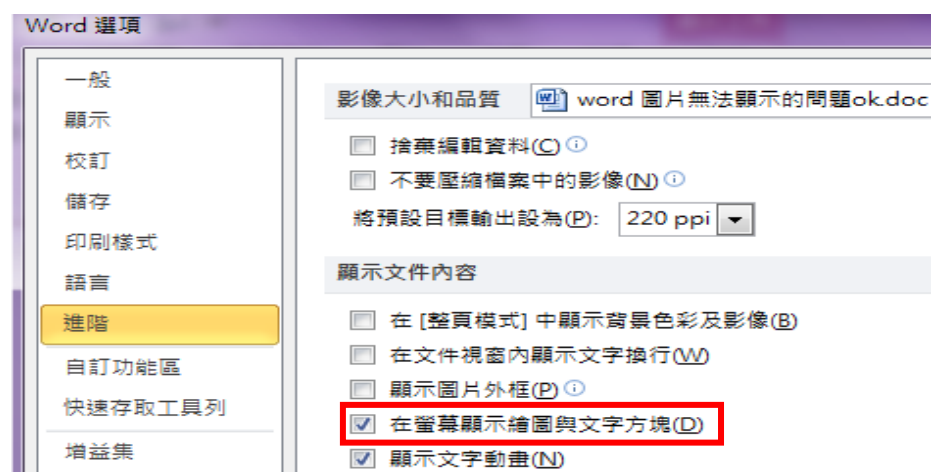 Word 選項
一般
顯示
校訂
儲存
印刷樣式
語言
進階
自訂功能區
快速存取工具列
增益集
影像大小和品質 word 圖片無法顯示的問題ok.doc
捨棄編輯資料(C)
不要壓縮檔案中的影像(N)
將預設目標輸出設為(P): 220 ppi
顯示文件內容
在 [整頁模式] 中顯示背景色彩及影像(B)
在文件視窗內顯示文字換行(W)
顯示圖片外框(P)
在螢幕顯示繪圖與文字方塊(D)
顯示文字動畫(N)